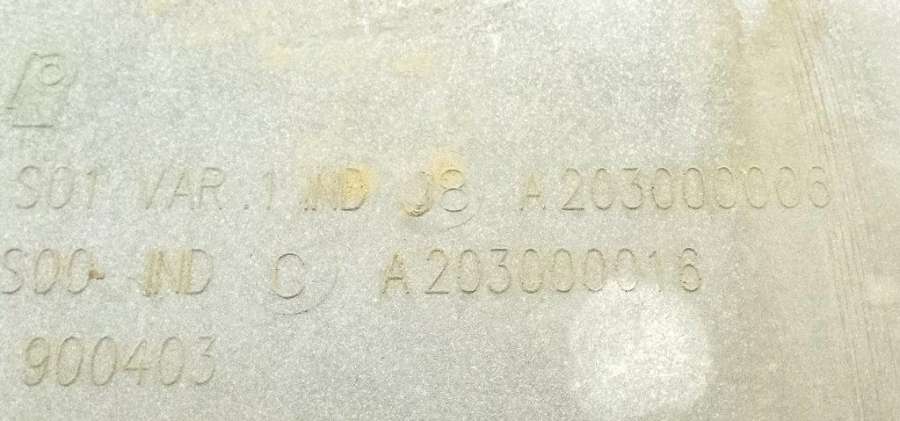 S01 VAR.1 IND 08 A203000006
S00- IND C A203000016
900403